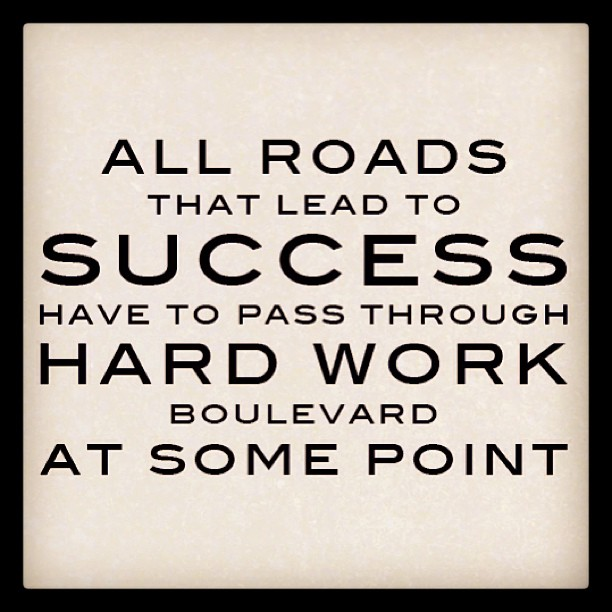 ALL ROADS
THAT LEAD TO
SUCCESS
HAVE TO PASS THROUGH
HARD WORK
BOULEVARD
AT SOME POINT